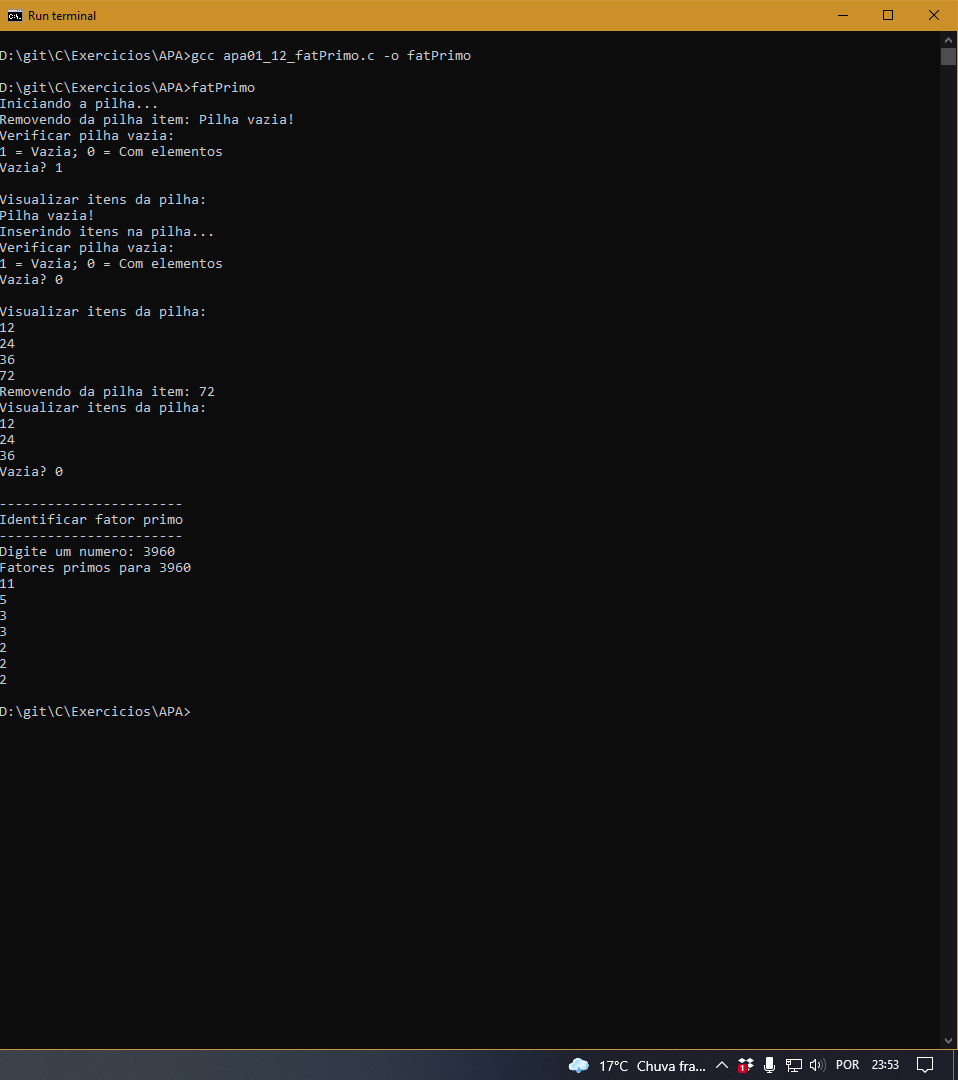 Run terminal
D:\git\C\Exercicios\APA>gcc apa01_12_fatPrimo.c -o fatPrimo
D:\git\C\Exercicios\APA>fatPrimo
Iniciando a pilha...
Removendo da pilha item: Pilha vazia!
Verificar pilha vazia:
1 = Vazia; 0 = Com elementos
Vazia? 1
Visualizar itens da pilha:
Pilha vazia!
Inserindo itens na pilha...
Verificar pilha vazia:
1 = Vazia; 0 = Com elementos
Vazia? 0
Visualizar itens da pilha:
12
24
36
72
Removendo da pilha item: 72
Visualizar itens da pilha:
12
24
36
Vazia? 0
-----------------------
Identificar fator primo
-----------------------
Digite um numero: 3960
Fatores primos para 3960
11
5
3
3
2
2
2
D:\git\C\Exercicios\APA>
17°C Chuva fra... 1 POR 23:53